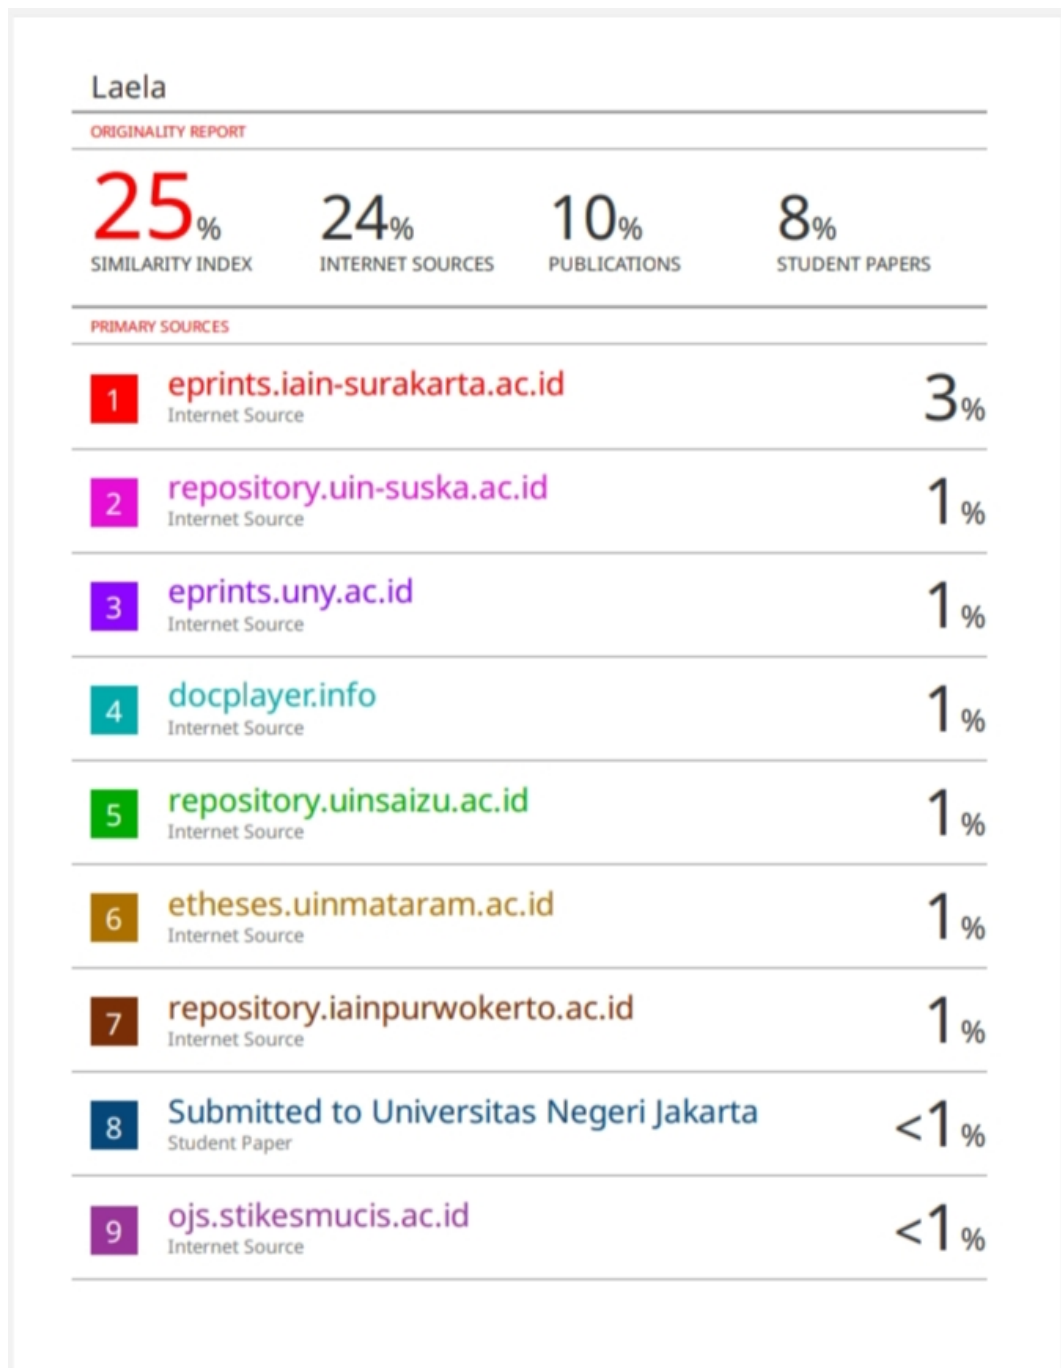 Laela
ORIGINALITY REPORT
25% 24% 10% 8%
SIMILARITY INDEX INTERNET SOURCES PUBLICATIONS STUDENT PAPERS
PRIMARY SOURCES
1 eprints.iain-surakarta.ac.id 3%
Internet Source
2 repository.uin-suska.ac.id 1%
Internet Source
3 eprints.uny.ac.id 1%
Internet Source
4 docplayer.info 1%
Internet Source
5 repository.uinsaizu.ac.id 1%
Internet Source
6 etheses.uinmataram.ac.id 1%
Internet Source
7 repository.iainpurwokerto.ac.id 1%
Internet Source
8 Submitted to Universitas Negeri Jakarta <1%
Student Paper
9 ojs.stikesmucis.ac.id <1%
Internet Source